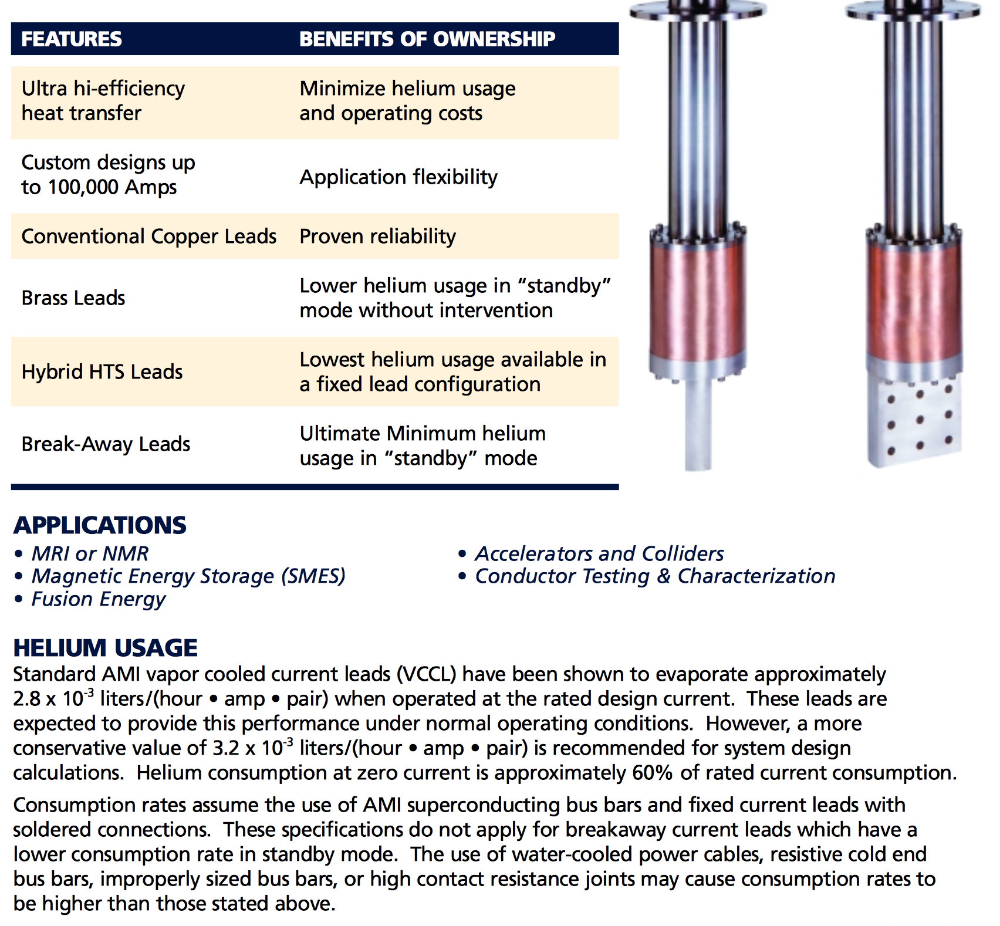 FEATURES BENEFITS OF OWNERSHIP
Ultra hi-efficiency
heat transfer
Minimize helium usage
and operating costs
Custom designs up
to 100,000 Amps
Application flexibility
Conventional Copper Leads
Proven reliability
Brass Leads
Lower helium usage in “standby”
mode without intervention
Hybrid HTS Leads
Lowest helium usage available in
a fixed lead configuration
Break-Away Leads
Ultimate Minimum helium
usage in “standby” mode
APPLICATIONS
• MRI or NMR
• Magnetic Energy Storage (SMES)
• Fusion Energy
• Accelerators and Colliders
• Conductor Testing & Characterization
HELIUM USAGE
Standard AMI vapor cooled current leads (VCCL) have been shown to evaporate approximately
2.8 x 10⁻³ liters/(hour • amp • pair) when operated at the rated design current. These leads are
expected to provide this performance under normal operating conditions. However, a more
conservative value of 3.2 x 10⁻³ liters/(hour • amp • pair) is recommended for system design
calculations. Helium consumption at zero current is approximately 60% of rated current consumption.
Consumption rates assume the use of AMI superconducting bus bars and fixed current leads with
soldered connections. These specifications do not apply for breakaway current leads which have a
lower consumption rate in standby mode. The use of water-cooled power cables, resistive cold end
bus bars, improperly sized bus bars, or high contact resistance joints may cause consumption rates to
be higher than those stated above.